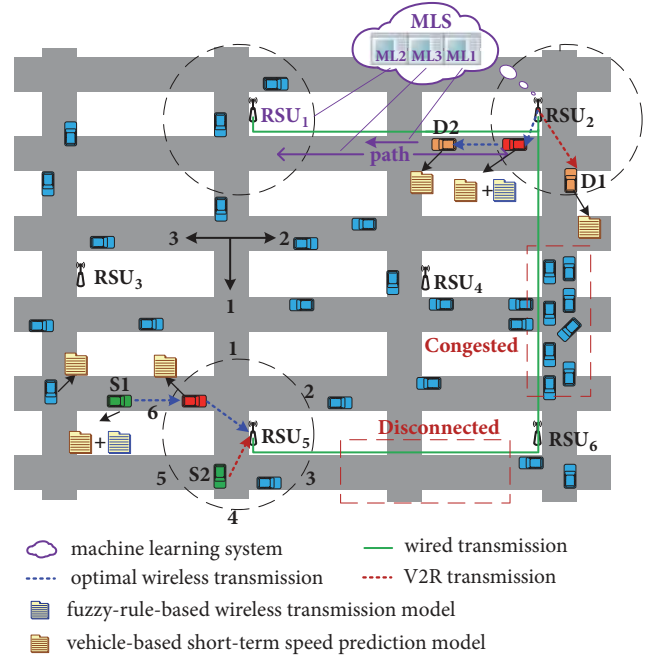 MLS
ML2 ML3 ML1
RSU1
RSU2
D2
path
D1
+
3 2
1
RSU3
RSU4
Congested
1
S1
6
2
+
Disconnected
RSU5
RSU6
S2
5
3
4
machine learning system
wired transmission
optimal wireless transmission
V2R transmission
fuzzy-rule-based wireless transmission model
vehicle-based short-term speed prediction model